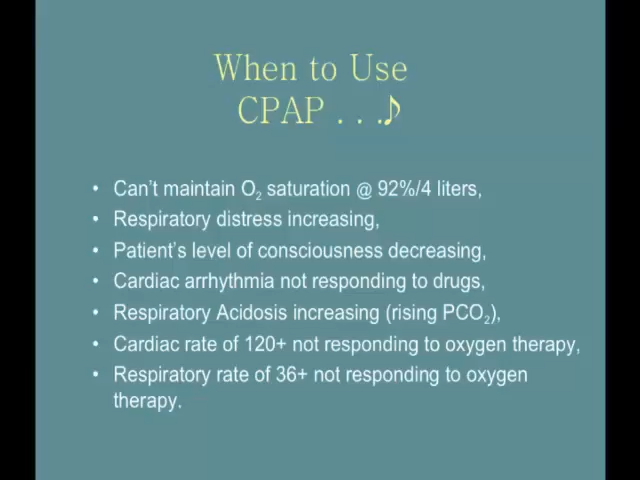 When to Use
CPAP . . .♪
• Can't maintain O₂ saturation @ 92%/4 liters,
• Respiratory distress increasing,
• Patient's level of consciousness decreasing,
• Cardiac arrhythmia not responding to drugs,
• Respiratory Acidosis increasing (rising PCO₂),
• Cardiac rate of 120+ not responding to oxygen therapy,
• Respiratory rate of 36+ not responding to oxygen
therapy.